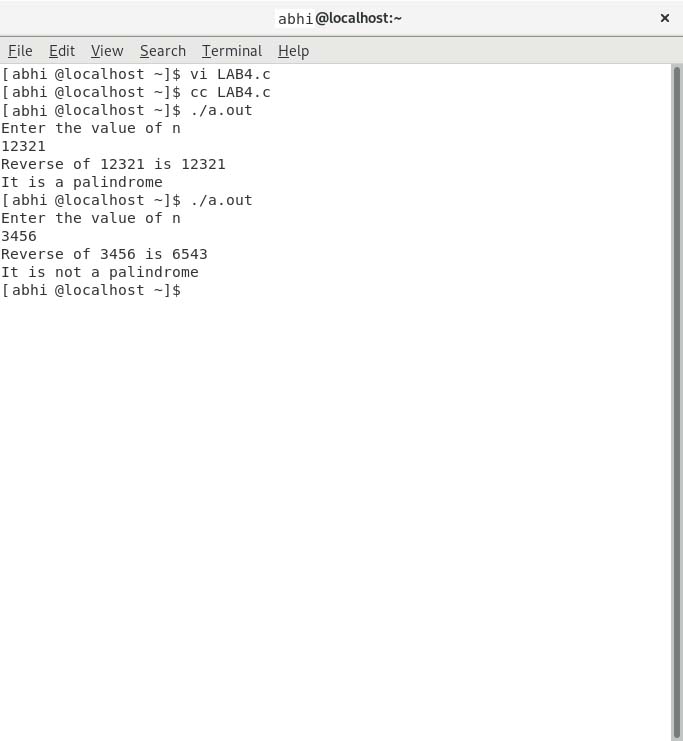 abhi@localhost:~ ×
File Edit View Search Terminal Help
[abhi @localhost ~]$ vi LAB4.c
[abhi @localhost ~]$ cc LAB4.c
[abhi @localhost ~]$ ./a.out
Enter the value of n
12321
Reverse of 12321 is 12321
It is a palindrome
[abhi @localhost ~]$ ./a.out
Enter the value of n
3456
Reverse of 3456 is 6543
It is not a palindrome
[abhi @localhost ~]$